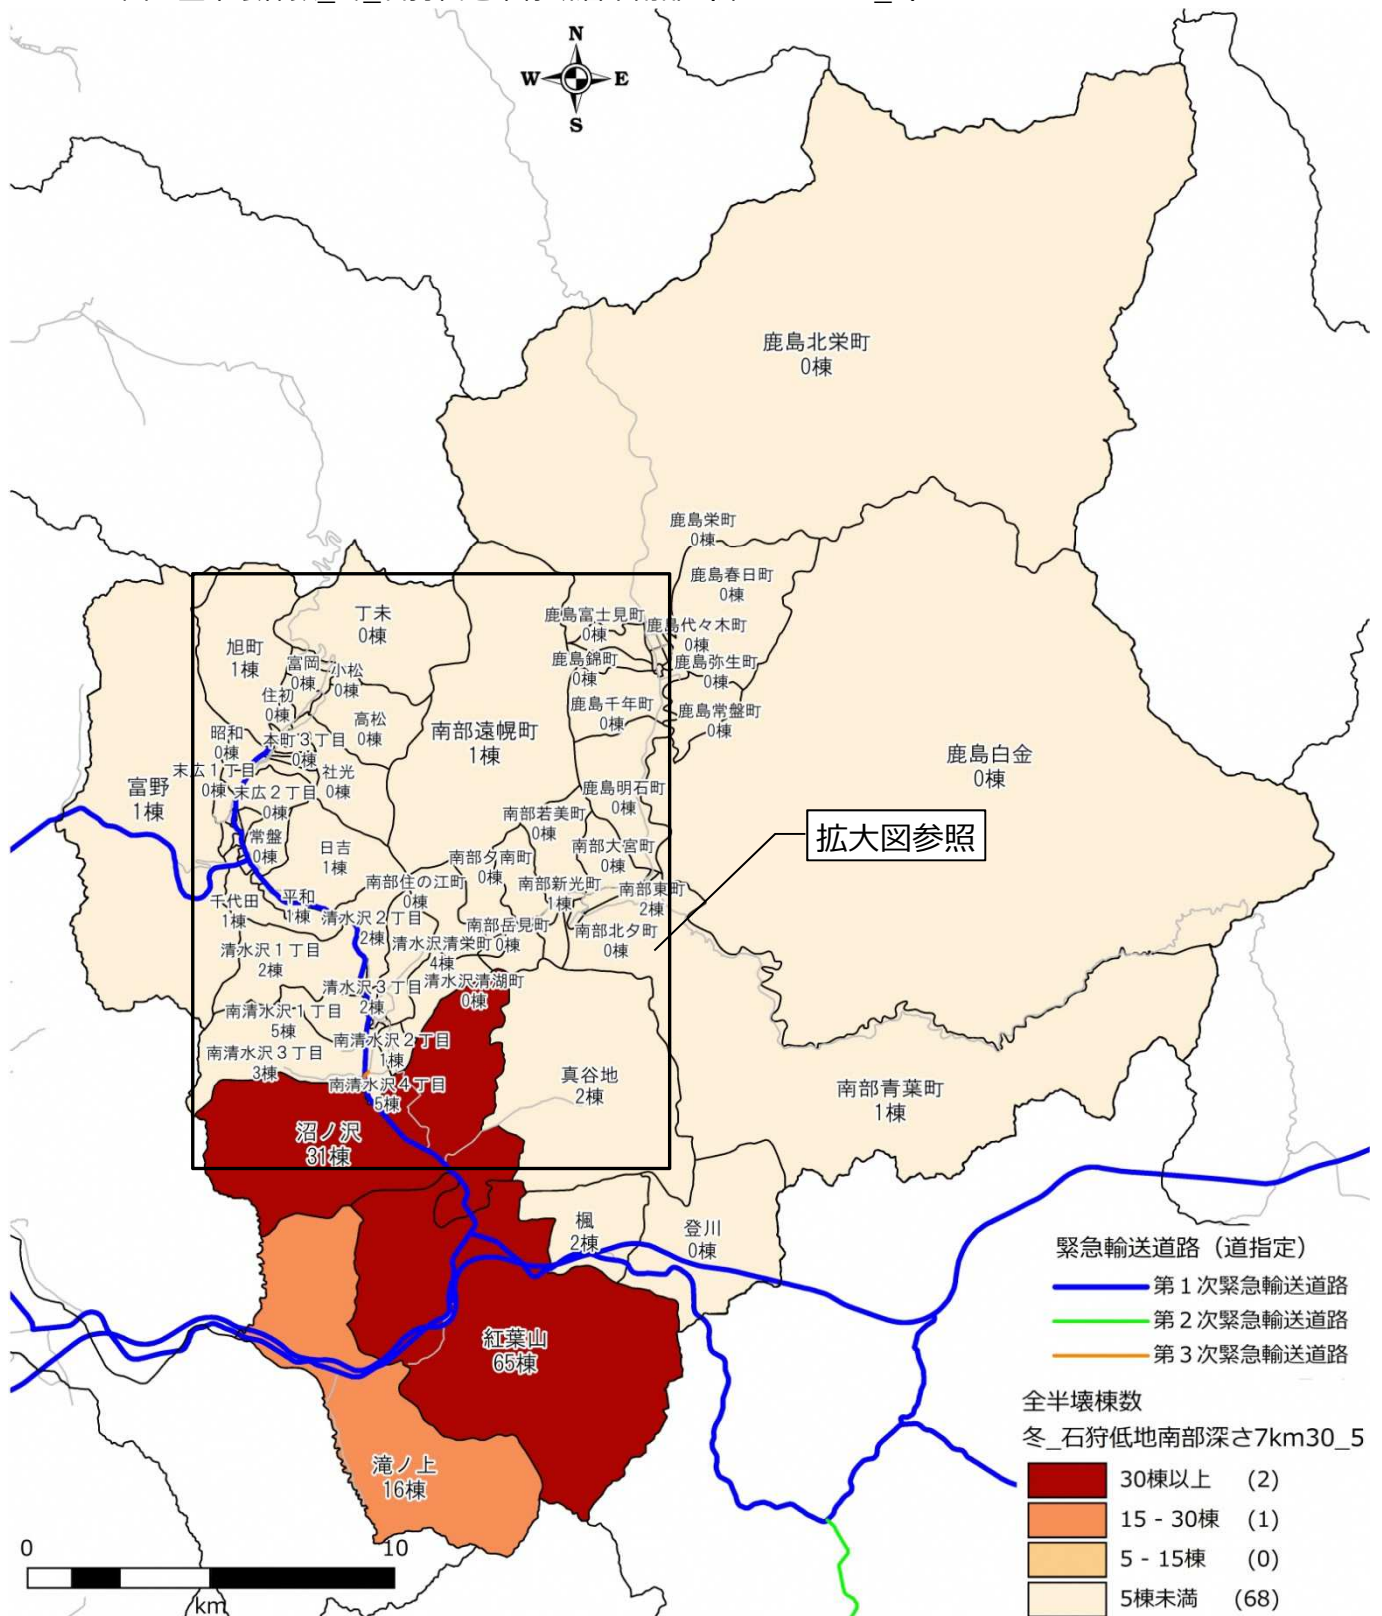 N
W E
S
鹿島北栄町
0棟
鹿島栄町
0棟
鹿島春日町
0棟
丁未
0棟
鹿島富士見町
0棟
鹿島代々木町
0棟
旭町
1棟
富岡
0棟
小松
0棟
鹿島錦町
0棟
鹿島弥生町
0棟
住初
0棟
高松
0棟
鹿島千年町
0棟
鹿島常盤町
0棟
南部遠幌町
1棟
昭和
0棟
本町3丁目
0棟
鹿島白金
0棟
末広1丁目
0棟
社光
0棟
富野
1棟
末広2丁目
0棟
鹿島明石町
0棟
南部若美町
0棟
拡大図参照
常盤
0棟
日吉
1棟
南部夕南町
0棟
南部大宮町
0棟
南部住の江町
0棟
南部新光町
1棟
南部東町
2棟
千代田
1棟
平和
1棟
清水沢2丁目
2棟
南部岳見町
0棟
南部北夕町
0棟
清水沢1丁目
2棟
清水沢清栄町
4棟
清水沢3丁目
2棟
清水沢清湖町
0棟
南清水沢1丁目
5棟
南清水沢2丁目
1棟
南清水沢3丁目
3棟
南清水沢4丁目
5棟
真谷地
2棟
南部青葉町
1棟
沼ノ沢
31棟
楓
2棟
登川
0棟
紅葉山
65棟
滝ノ上
16棟
緊急輸送道路（道指定）
第1次緊急輸送道路
第2次緊急輸送道路
第3次緊急輸送道路
全半壊棟数
冬_石狩低地南部深さ7km30_5
30棟以上 (2)
15 - 30棟 (1)
5 - 15棟 (0)
5棟未満 (68)
0 10
km